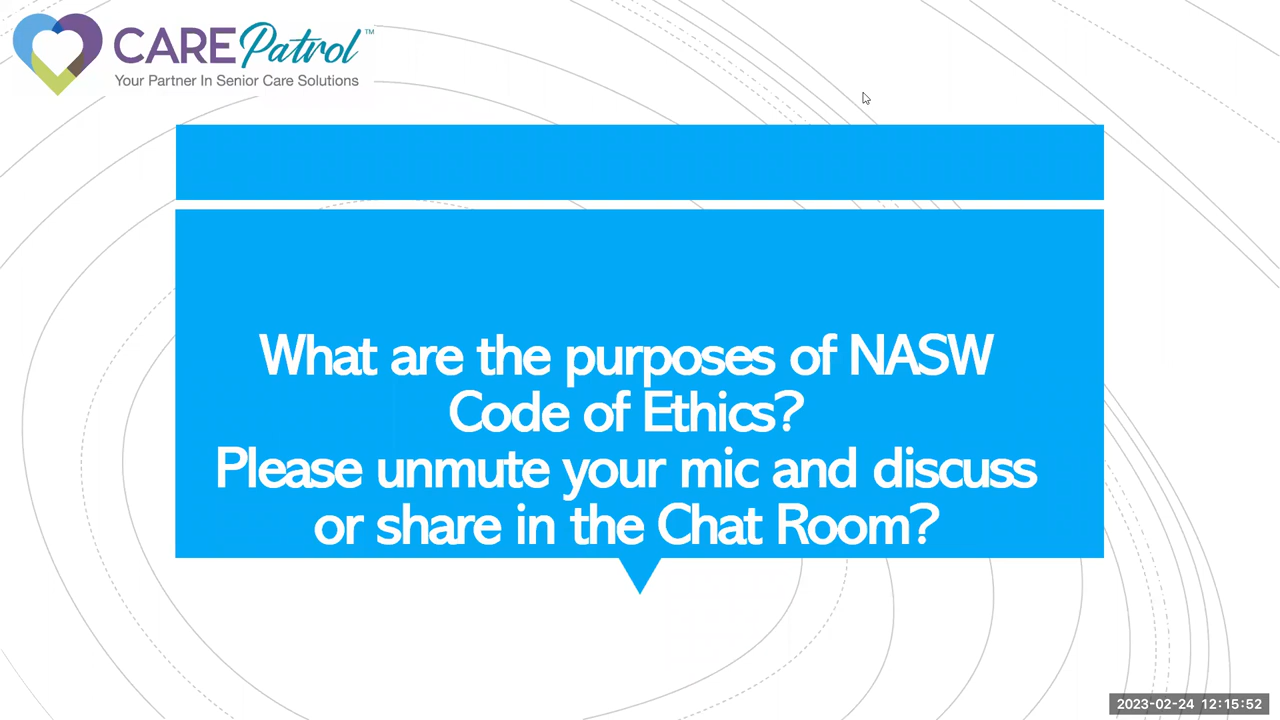 CAREPatrol™
Your Partner In Senior Care Solutions
What are the purposes of NASW
Code of Ethics?
Please unmute your mic and discuss
or share in the Chat Room?
2023-02-24 12:15:52